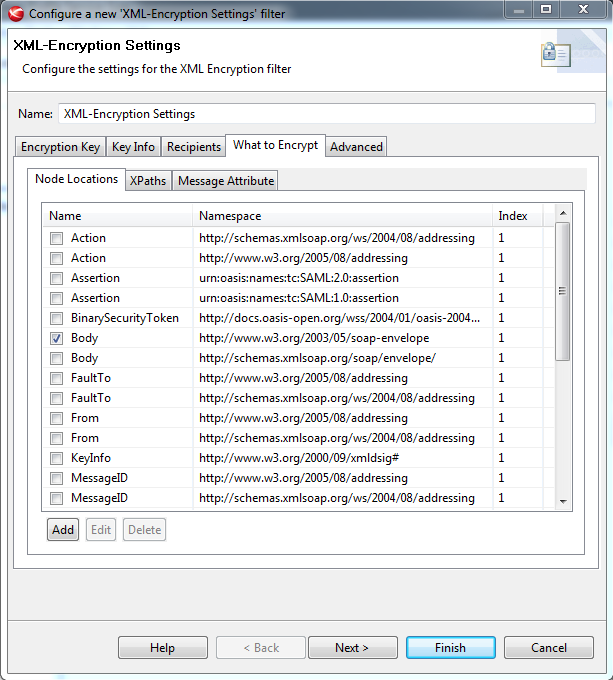 Configure a new 'XML-Encryption Settings' filter
XML-Encryption Settings
Configure the settings for the XML Encryption filter
Name: XML-Encryption Settings
Encryption Key Key Info Recipients What to Encrypt Advanced
Node Locations XPaths Message Attribute
Name Namespace Index
Action http://schemas.xmlsoap.org/ws/2004/08/addressing 1
Action http://www.w3.org/2005/08/addressing 1
Assertion urn:oasis:names:tc:SAML:2.0:assertion 1
Assertion urn:oasis:names:tc:SAML:1.0:assertion 1
BinarySecurityToken http://docs.oasis-open.org/wss/2004/01/oasis-2004... 1
Body http://www.w3.org/2003/05/soap-envelope 1
Body http://schemas.xmlsoap.org/soap/envelope/ 1
FaultTo http://www.w3.org/2005/08/addressing 1
FaultTo http://schemas.xmlsoap.org/ws/2004/08/addressing 1
From http://www.w3.org/2005/08/addressing 1
From http://schemas.xmlsoap.org/ws/2004/08/addressing 1
KeyInfo http://www.w3.org/2000/09/xmldsig# 1
MessageID http://www.w3.org/2005/08/addressing 1
MessageID http://schemas.xmlsoap.org/ws/2004/08/addressing 1
Add Edit Delete
Help < Back Next > Finish Cancel